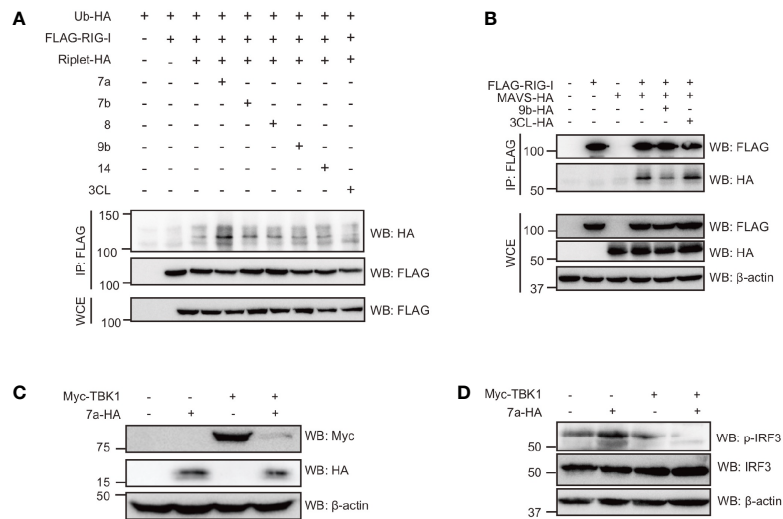 A
Ub-HA + + + + + + + + +
FLAG-RIG-I - + + + + + + + +
Riplet-HA - - + + + + + + +
7a - - - + - - - - -
7b - - - - + - - - -
8 - - - - - + - - -
9b - - - - - - + - -
14 - - - - - - - + -
3CL - - - - - - - - +
IP: FLAG
150
WB: HA
100
WB: FLAG
100
WCE
WB: FLAG
100
B
FLAG-RIG-I - + - + + +
MAVS-HA - - + + + +
9b-HA - - - - + -
3CL-HA - - - - - +
IP: FLAG
100
WB: FLAG
WB: HA
50
WCE
100
WB: FLAG
WB: HA
50
WB: β-actin
37
C
Myc-TBK1 - - + +
7a-HA - + - +
WB: Myc
75
WB: HA
15
50
WB: β-actin
D
Myc-TBK1 - - + +
7a-HA - + - +
WB: p-IRF3
50
WB: IRF3
50
WB: β-actin
37